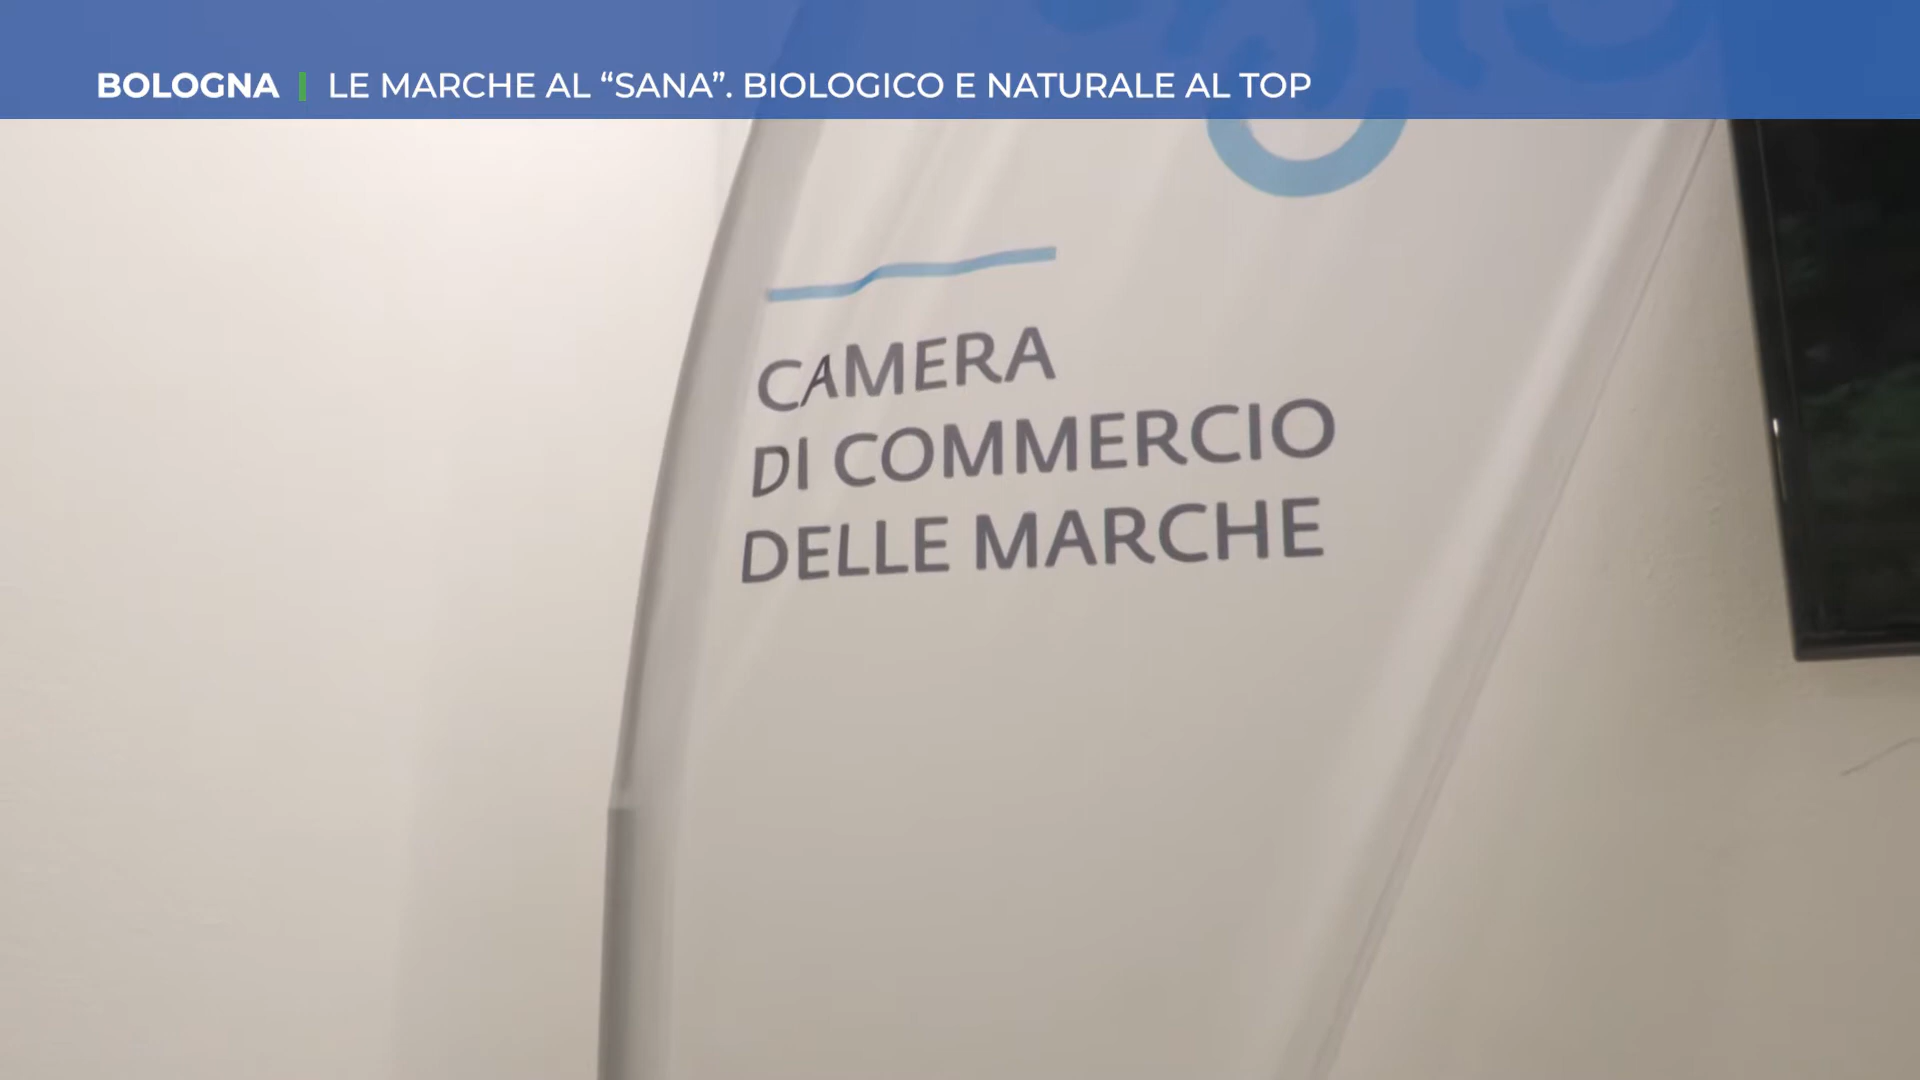 BOLOGNA | LE MARCHE AL “SANA”. BIOLOGICO E NATURALE AL TOP
CAMERA
DI COMMERCIO
DELLE MARCHE